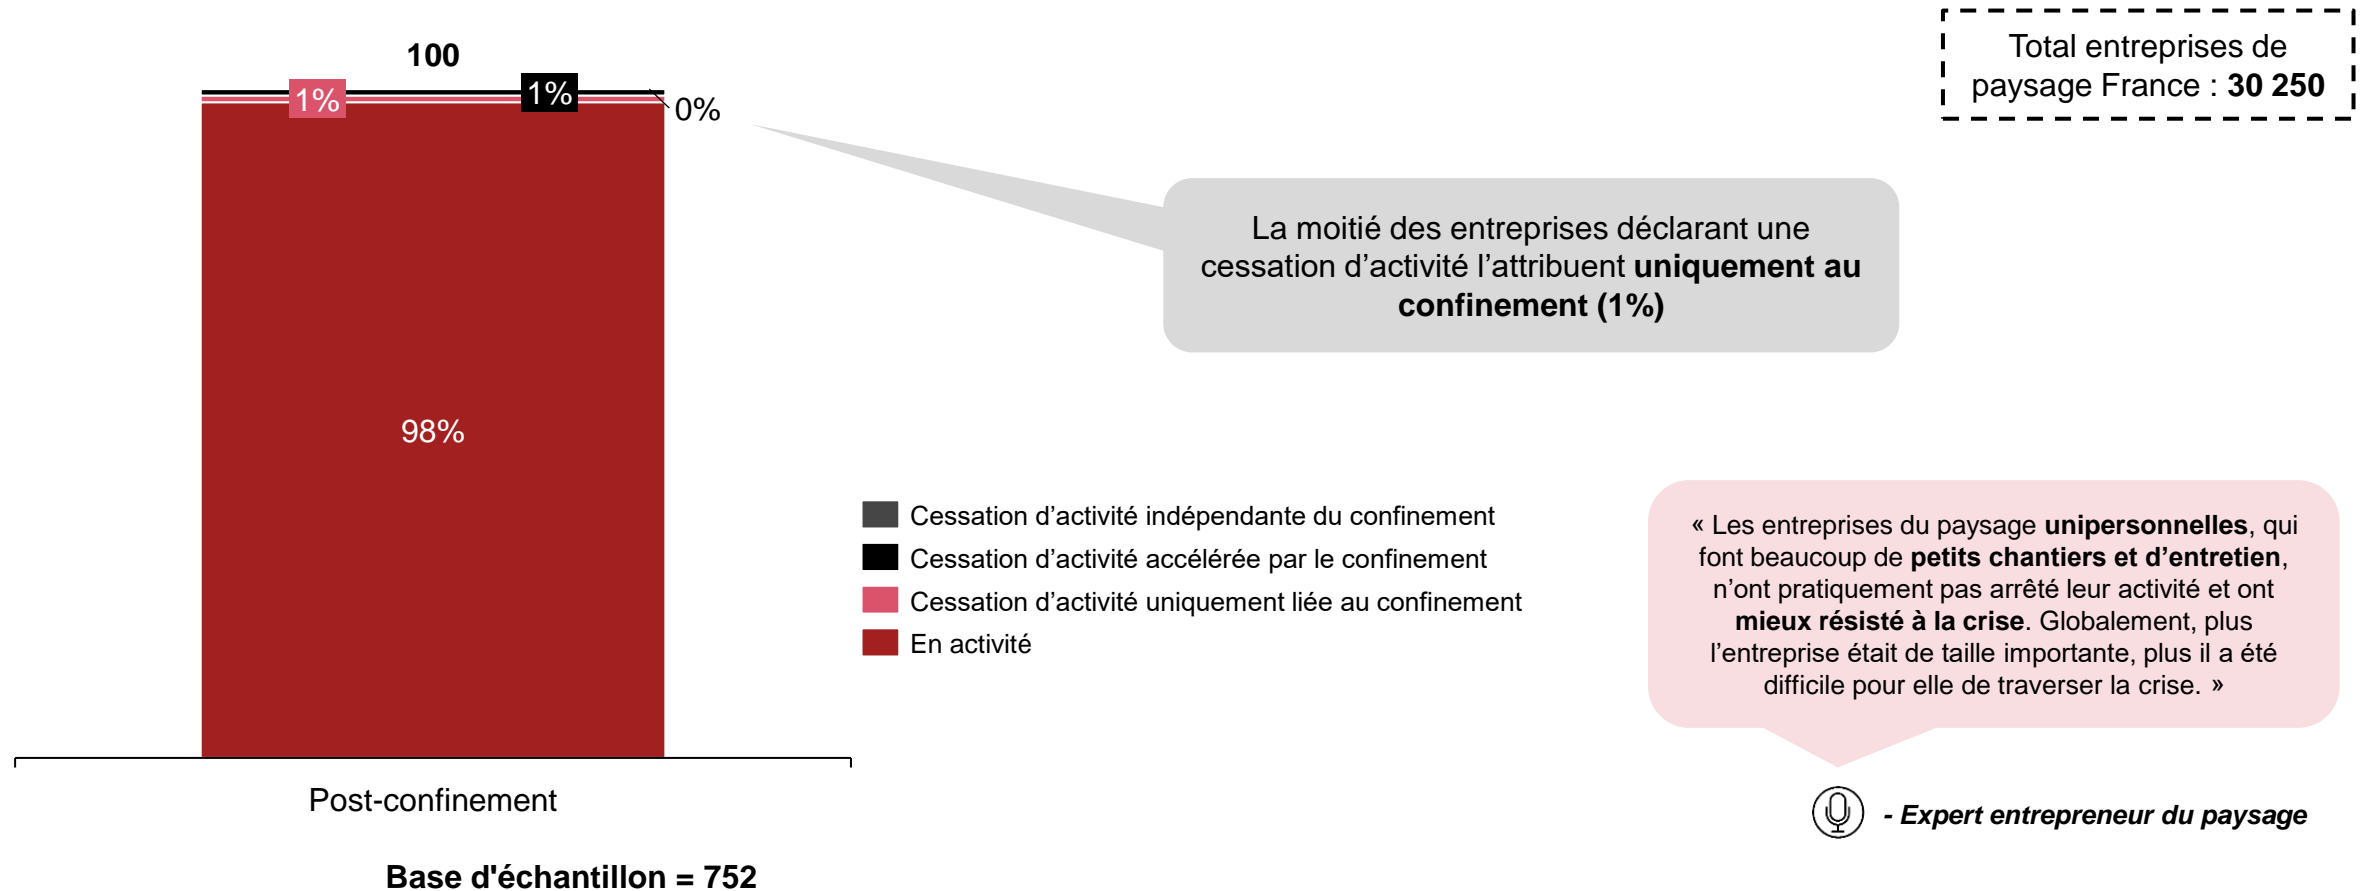 100
1%
1%
0%
98%
Post-confinement
Base d'échantillon = 752
Total entreprises de
paysage France : 30 250
La moitié des entreprises déclarant une
cessation d’activité l’attribuent uniquement au
confinement (1%)
Cessation d’activité indépendante du confinement
Cessation d’activité accélérée par le confinement
Cessation d’activité uniquement liée au confinement
En activité
« Les entreprises du paysage unipersonnelles, qui
font beaucoup de petits chantiers et d’entretien,
n’ont pratiquement pas arrêté leur activité et ont
mieux résisté à la crise. Globalement, plus
l’entreprise était de taille importante, plus il a été
difficile pour elle de traverser la crise. »
- Expert entrepreneur du paysage